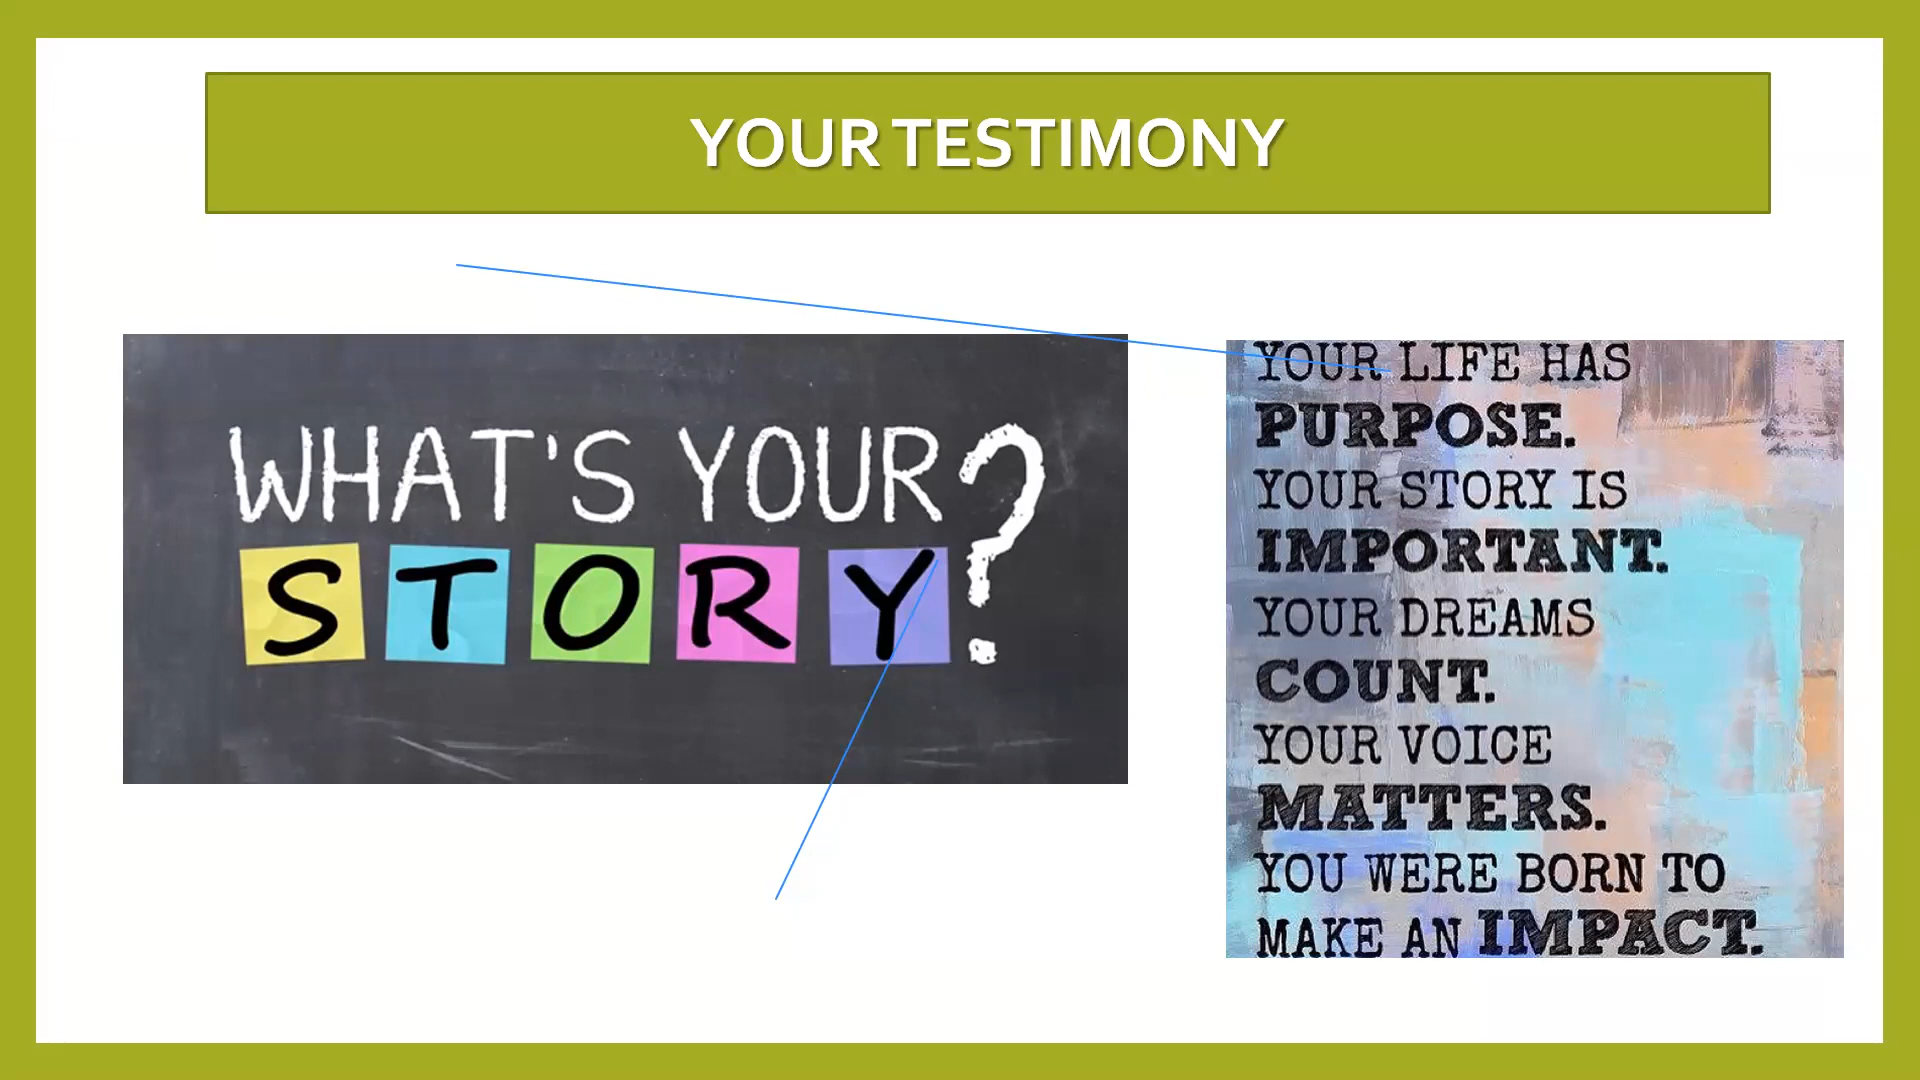 YOUR TESTIMONY
WHAT'S YOUR ?
STORY
YOUR LIFE HAS
PURPOSE.
YOUR STORY IS
IMPORTANT.
YOUR DREAMS
COUNT.
YOUR VOICE
MATTERS.
YOU WERE BORN TO
MAKE AN IMPACT.